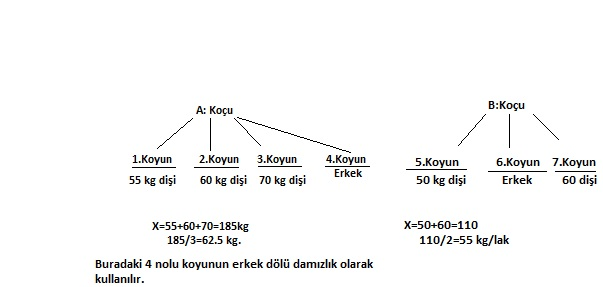 A: Koçu
B:Koçu
1.Koyun 2.Koyun 3.Koyun 4.Koyun
55 kg dişi 60 kg dişi 70 kg dişi Erkek
5.Koyun 6.Koyun 7.Koyun
50 kg dişi Erkek 60 dişi
X=55+60+70=185kg
185/3=62.5 kg.
X=50+60=110
110/2=55 kg/lak
Buradaki 4 nolu koyunun erkek dölü damızlık olarak
kullanılır.